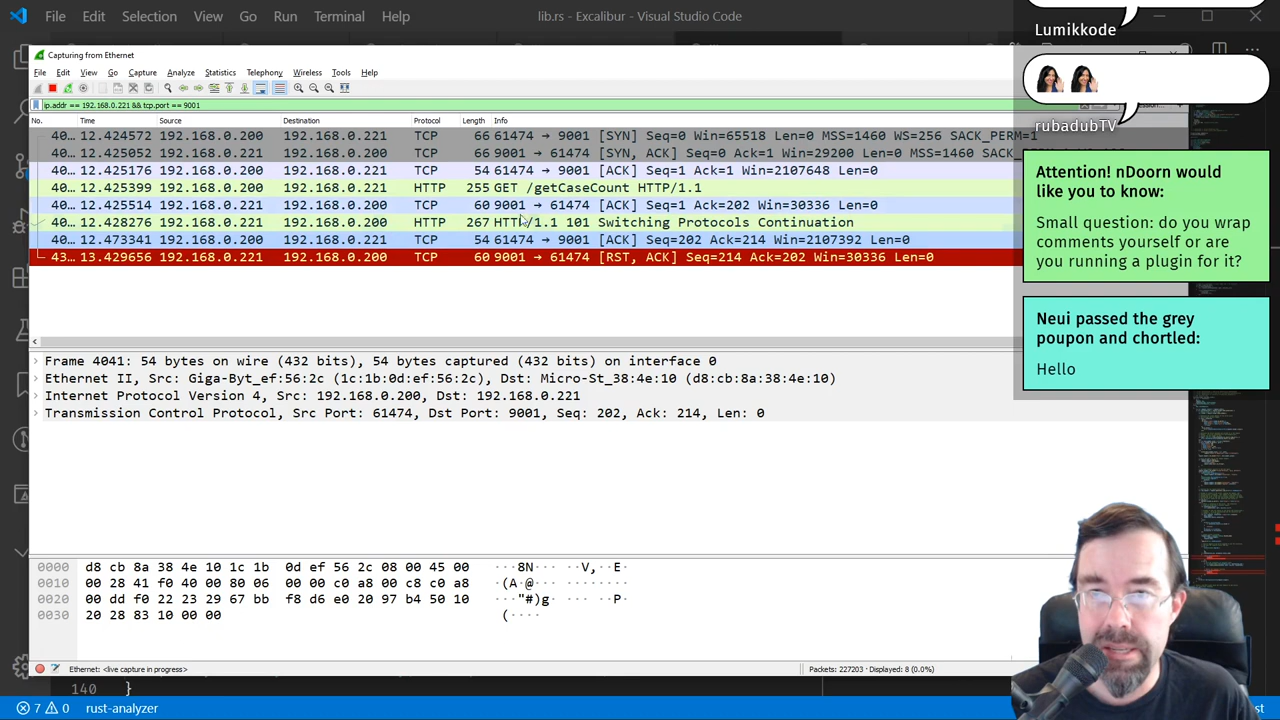 File Edit Selection View Go Run Terminal Help lib.rs - Excalibur - Visual Studio Code
Lumikkode
Capturing from Ethernet
File Edit View Go Capture Analyze Statistics Telephony Wireless Tools Help
ip.addr == 192.168.0.221 && tcp.port == 9001
rubadubTV
No. Time Source Destination Protocol Length Info
40… 12.424572 192.168.0.200 192.168.0.221 TCP 66 61474 → 9001 [SYN] Seq=0 Win=65518 Len=0 MSS=1460 WS=256 SACK_PERM=1
40… 12.425052 192.168.0.221 192.168.0.200 TCP 66 9001 → 61474 [SYN, ACK] Seq=0 Ack=1 Win=29200 Len=0 MSS=1460 SACK_PERM
40… 12.425176 192.168.0.200 192.168.0.221 TCP 54 61474 → 9001 [ACK] Seq=1 Ack=1 Win=2107648 Len=0
40… 12.425399 192.168.0.200 192.168.0.221 HTTP 255 GET /getCaseCount HTTP/1.1
40… 12.425514 192.168.0.221 192.168.0.200 TCP 60 9001 → 61474 [ACK] Seq=1 Ack=202 Win=30336 Len=0
40… 12.428276 192.168.0.221 192.168.0.200 HTTP 267 HTTP/1.1 101 Switching Protocols Continuation
40… 12.473341 192.168.0.200 192.168.0.221 TCP 54 61474 → 9001 [ACK] Seq=202 Ack=214 Win=2107392 Len=0
43… 13.429656 192.168.0.221 192.168.0.200 TCP 60 9001 → 61474 [RST, ACK] Seq=214 Ack=202 Win=30336 Len=0
Attention! nDoorn would
like you to know:
Small question: do you wrap
comments yourself or are
you running a plugin for it?
Neui passed the grey
poupon and chortled:
Hello
Frame 4041: 54 bytes on wire (432 bits), 54 bytes captured (432 bits) on interface 0
Ethernet II, Src: Giga-Byt_ef:56:2c (1c:1b:0d:ef:56:2c), Dst: Micro-St_38:4e:10 (d8:cb:8a:38:4e:10)
Internet Protocol Version 4, Src: 192.168.0.200, Dst: 192.168.0.221
Transmission Control Protocol, Src Port: 61474, Dst Port: 9001, Seq: 202, Ack: 214, Len: 0
0000 d8 cb 8a 38 4e 10 1c 1b 0d ef 56 2c 08 00 45 00 ···8N··· ··V,··E·
0010 00 28 41 f0 40 00 80 06 00 00 c0 a8 00 c8 c0 a8 ·(A·@··· ········
0020 00 dd f0 22 23 29 67 bb f8 d6 e0 20 97 b4 50 10 ···"#)g· ··· ··P·
0030 20 28 83 10 00 00 (····
Ethernet: <live capture in progress>
Packets: 227203 · Displayed: 8 (0.0%)
140 }
7 0 rust-analyzer